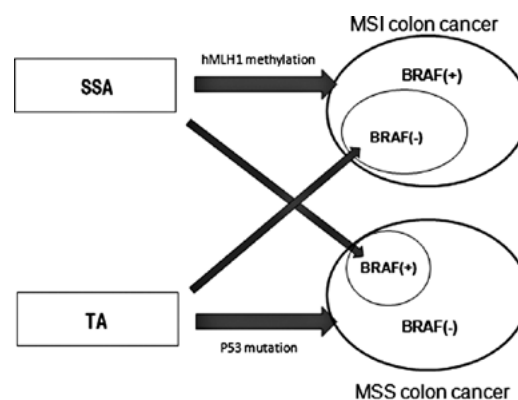 MSI colon cancer
hMLH1 methylation
SSA
BRAF(+)
BRAF(-)
BRAF(+)
TA
BRAF(-)
P53 mutation
MSS colon cancer